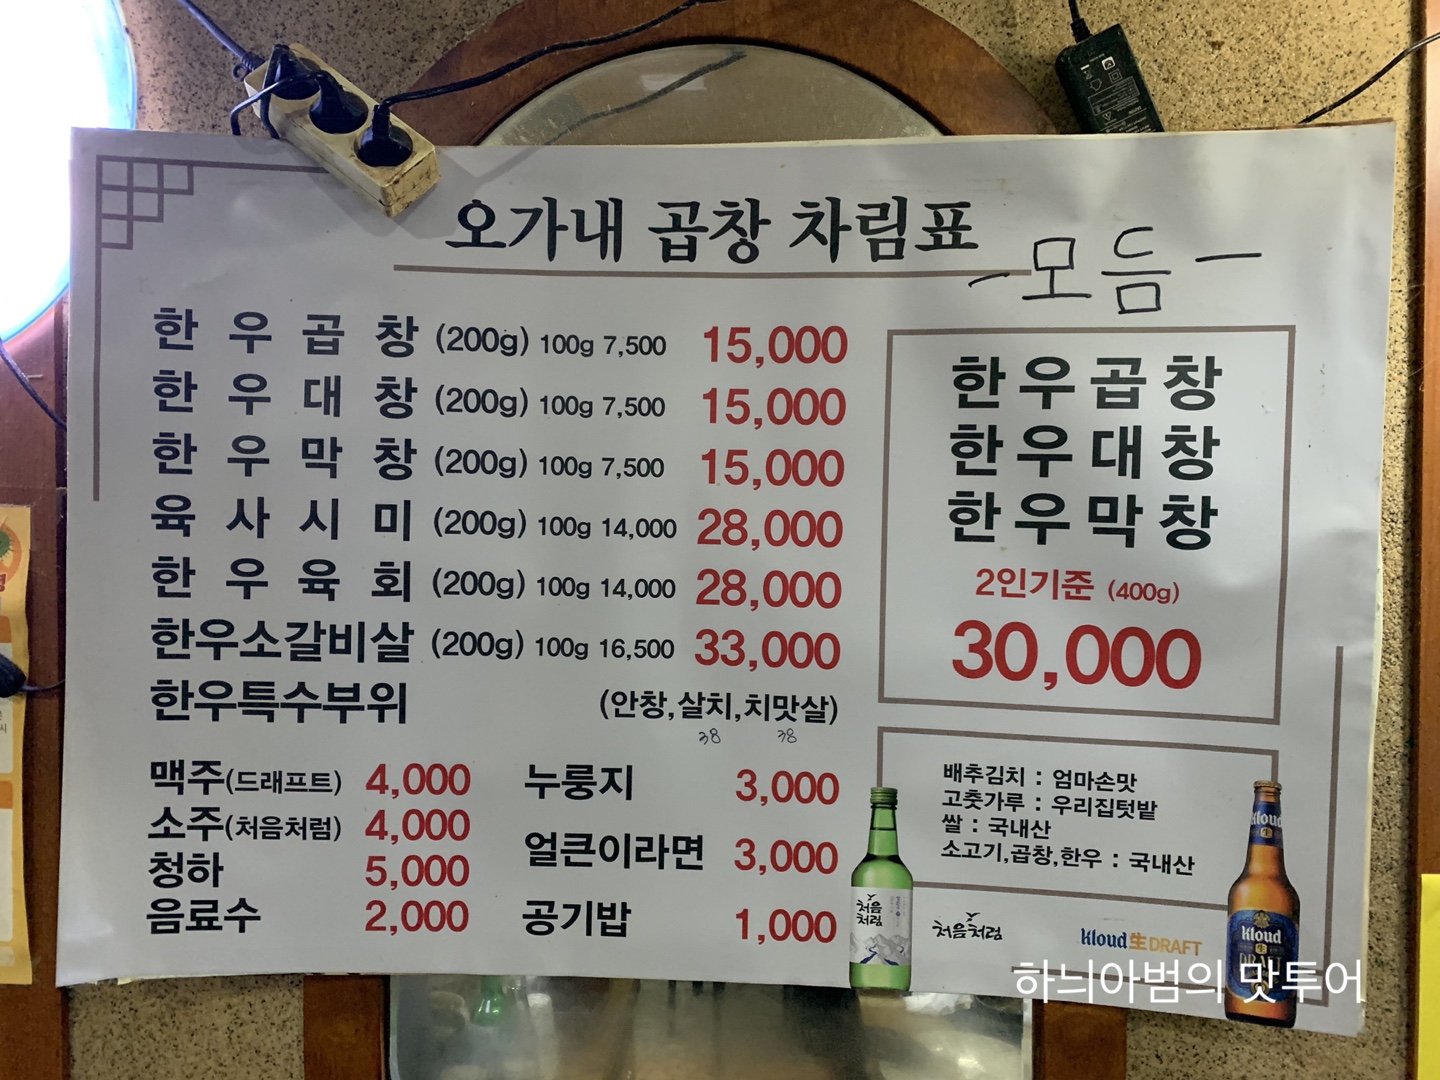 오가내 곱창 차림표
- 모듬 -
한우곱창 (200g) 100g 7,500 15,000
한우대창 (200g) 100g 7,500 15,000
한우막창 (200g) 100g 7,500 15,000
육사시미 (200g) 100g 14,000 28,000
한우육회 (200g) 100g 14,000 28,000
한우소갈비살 (200g) 100g 16,500 33,000
한우특수부위 (안창,살치,치맛살)
38 38
한우곱창
한우대창
한우막창
2인기준 (400g)
30,000
맥주(드래프트) 4,000
소주(처음처럼) 4,000
청하 5,000
음료수 2,000
누룽지 3,000
얼큰이라면 3,000
공기밥 1,000
배추김치 : 엄마손맛
고춧가루 : 우리집텃밭
쌀 : 국내산
소고기,곱창,한우 : 국내산
처음
처럼
처음처럼
Kloud 生 DRAFT
Kloud
生
Kloud
生
DRAFT
하늬아범의 맛투어